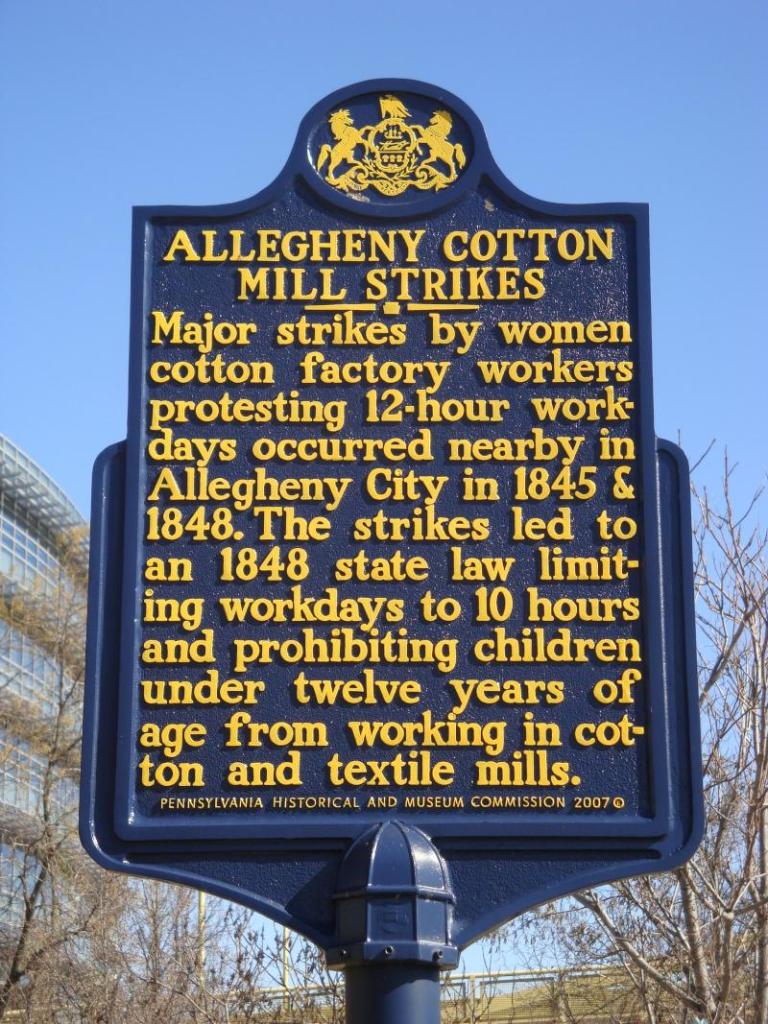 ALLEGHENY COTTON
MILL STRIKES
Major strikes by women
cotton factory workers
protesting 12-hour work-
days occurred nearby in
Allegheny City in 1845 &
1848. The strikes led to
an 1848 state law limit-
ing workdays to 10 hours
and prohibiting children
under twelve years of
age from working in cot-
ton and textile mills.
PENNSYLVANIA HISTORICAL AND MUSEUM COMMISSION 2007 ®